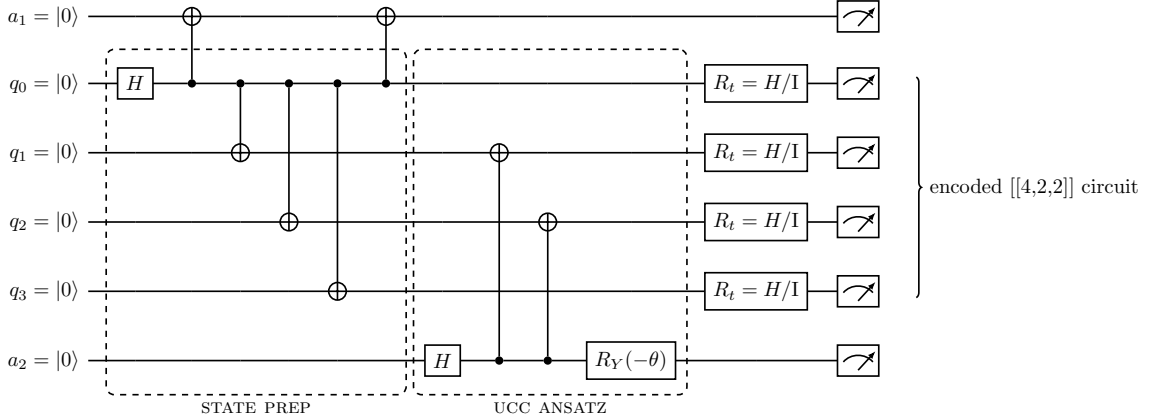 a₁ = |0⟩
q₀ = |0⟩ H R_t = H/I
q₁ = |0⟩ R_t = H/I
q₂ = |0⟩ R_t = H/I
encoded [[4,2,2]] circuit
q₃ = |0⟩ R_t = H/I
a₂ = |0⟩ H R_Y(−θ)
STATE PREP UCC ANSATZ